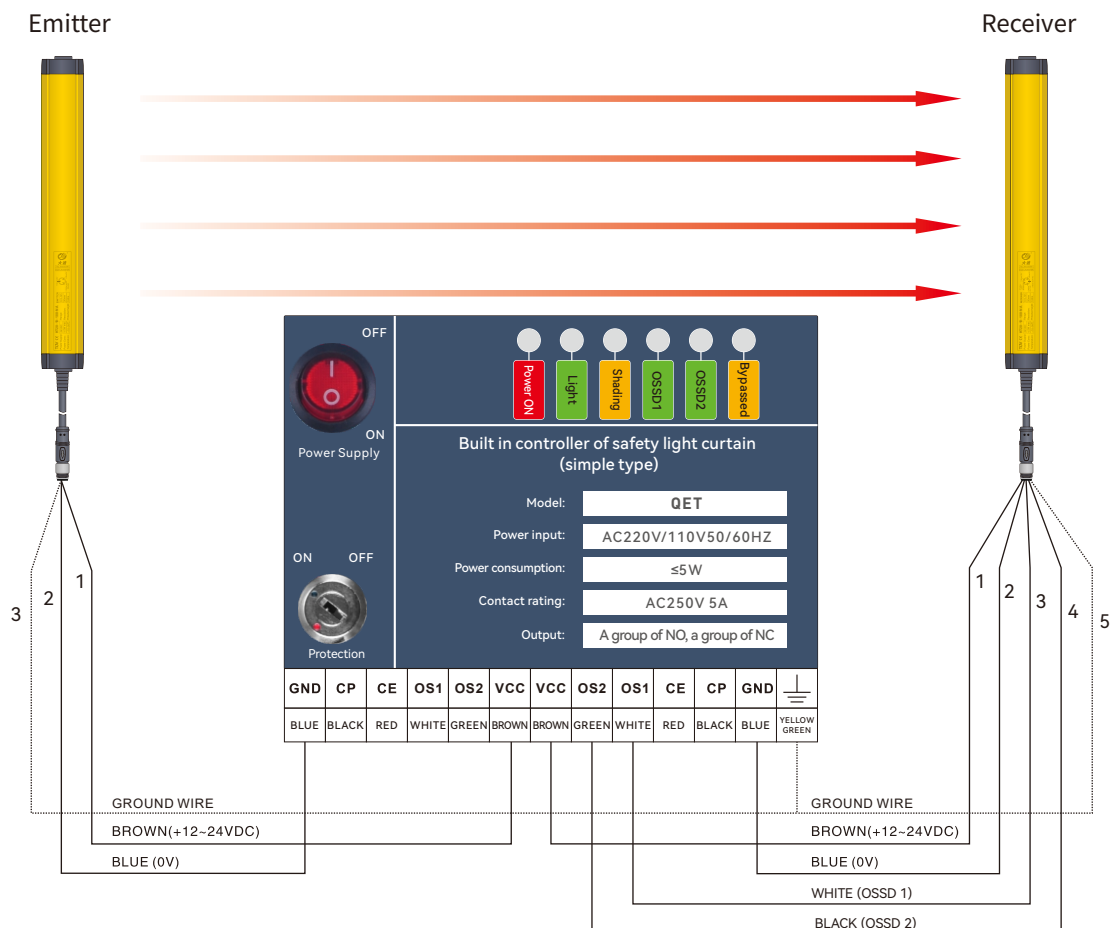 Emitter
Receiver
OFF
ON
Power Supply
Power ON
Light
Shading
OSSD1
OSSD2
Bypassed
Built in controller of safety light curtain
(simple type)
Model: QET
Power input: AC220V/110V50/60HZ
Power consumption: ≤5W
Contact rating: AC250V 5A
Output: A group of NO, a group of NC
ON OFF
Protection
3 2 1
1 2 3 4 5
GND CP CE OS1 OS2 VCC VCC OS2 OS1 CE CP GND
BLUE BLACK RED WHITE GREEN BROWN BROWN GREEN WHITE RED BLACK BLUE YELLOW
GREEN
GROUND WIRE
BROWN(+12~24VDC)
BLUE (0V)
GROUND WIRE
BROWN(+12~24VDC)
BLUE (0V)
WHITE (OSSD 1)
BLACK (OSSD 2)